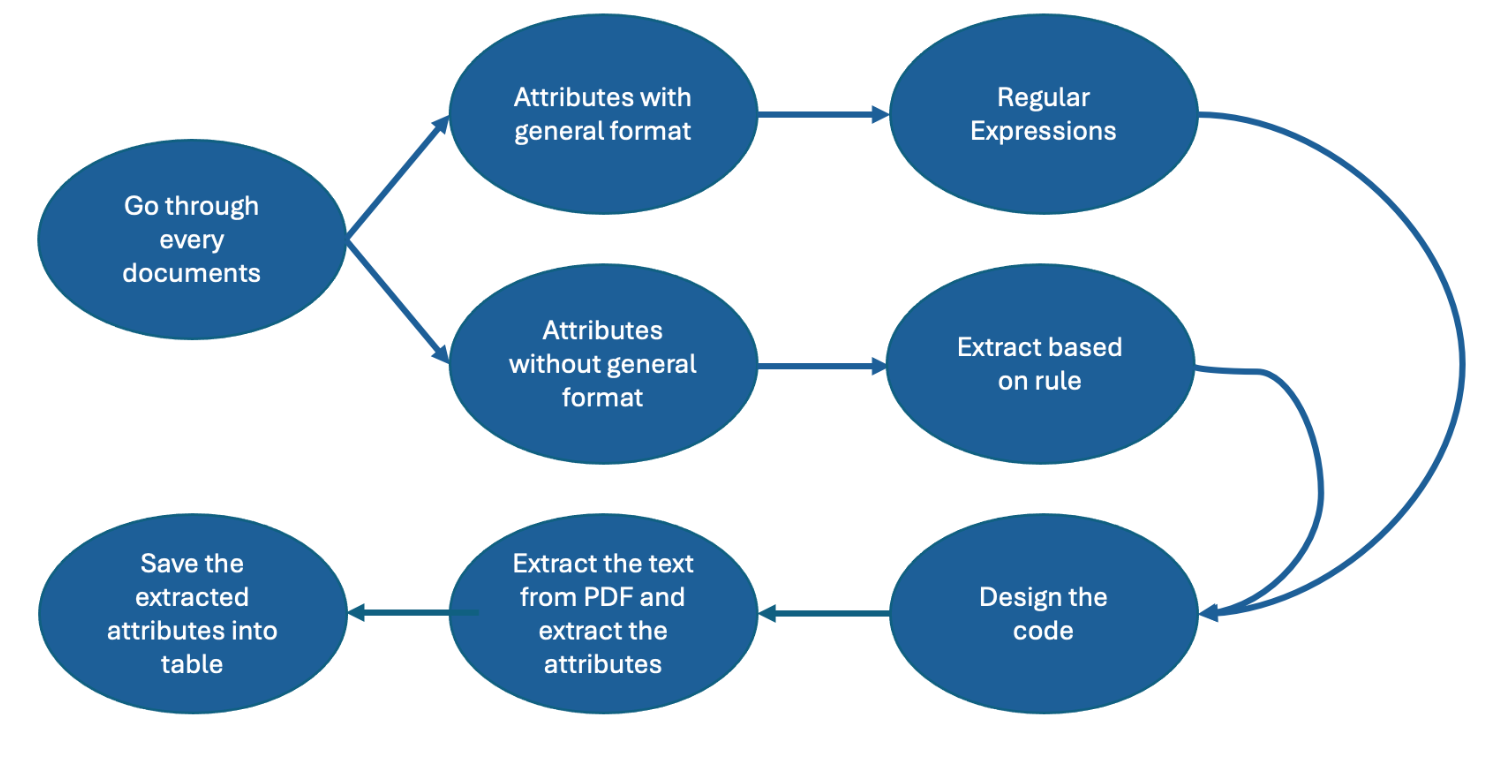 Go through
every
documents
Attributes with
general format
Regular
Expressions
Attributes
without general
format
Extract based
on rule
Design the
code
Extract the text
from PDF and
extract the
attributes
Save the
extracted
attributes into
table